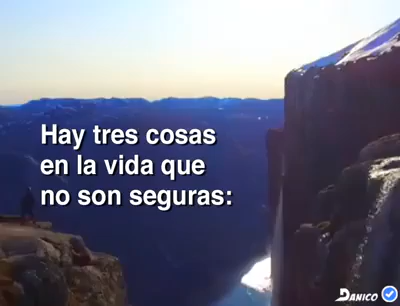 Hay tres cosas
en la vida que
no son seguras:
DANICO